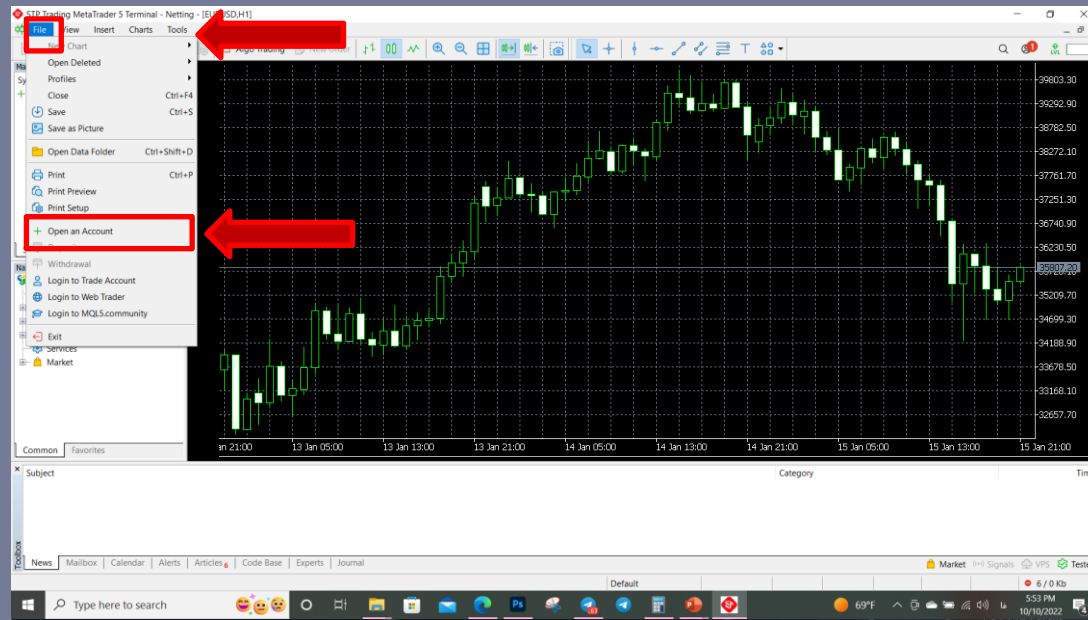 STP Trading MetaTrader 5 Terminal - Netting - [EURUSD,H1]
File View Insert Charts Tools
New Chart
Open Deleted
Profiles
Close Ctrl+F4
Save Ctrl+S
Save as Picture
Open Data Folder Ctrl+Shift+D
Print Ctrl+P
Print Preview
Print Setup
Open an Account
Withdrawal
Login to Trade Account
Login to Web Trader
Login to MQL5.community
Exit
Services
Market
Common Favorites
Algo Trading New Order
39803.30
39292.90
38782.50
38272.10
37761.70
37251.30
36740.90
36230.50
35807.20
35209.70
34699.30
34188.90
33678.50
33168.10
32657.70
21:00 13 Jan 05:00 13 Jan 13:00 13 Jan 21:00 14 Jan 05:00 14 Jan 13:00 14 Jan 21:00 15 Jan 05:00 15 Jan 13:00 15 Jan 21:00
Subject Category
Toolbox
News Mailbox Calendar Alerts Articles 6 Code Base Experts Journal
Market Signals VPS
Default
6 / 0 Kb
Type here to search
69°F
5:53 PM
10/10/2022